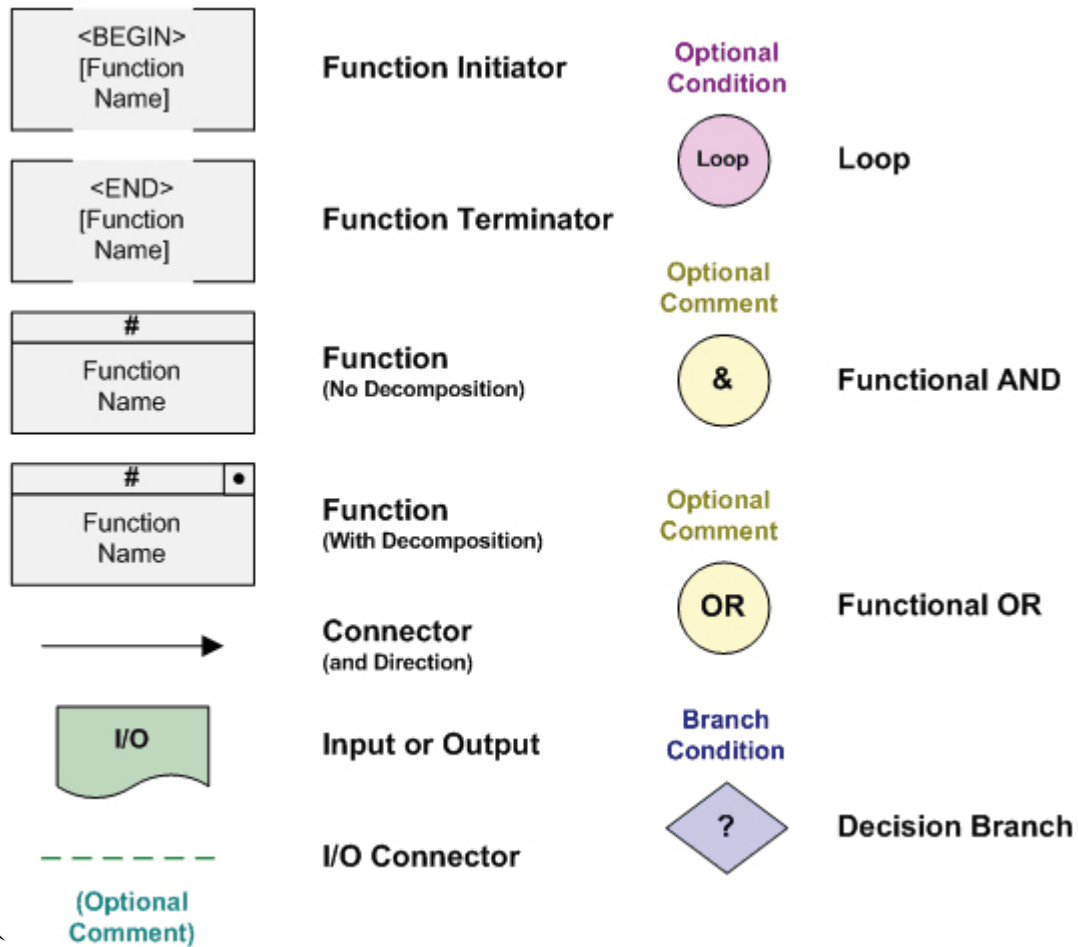 <BEGIN>
[Function
Name]
Function Initiator
<END>
[Function
Name]
Function Terminator
#
Function
Name
Function
(No Decomposition)
#
Function
Name
Function
(With Decomposition)
Connector
(and Direction)
I/O
Input or Output
I/O Connector
(Optional
Comment)
Optional
Condition
Loop
Loop
Optional
Comment
&
Functional AND
Optional
Comment
OR
Functional OR
Branch
Condition
?
Decision Branch